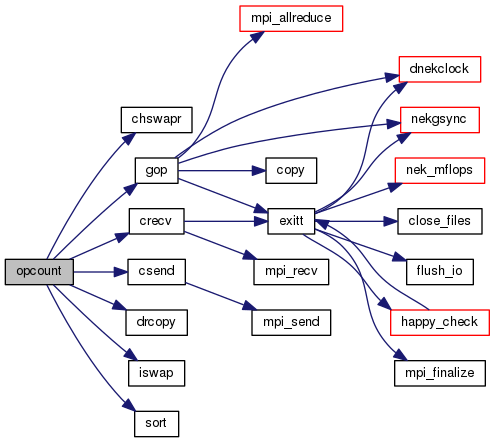 mpi_allreduce
dnekclock
chswapr
nekgsync
gop
copy
nek_mflops
crecv
exitt
close_files
opcount
csend
mpi_recv
flush_io
drcopy
mpi_send
happy_check
iswap
mpi_finalize
sort